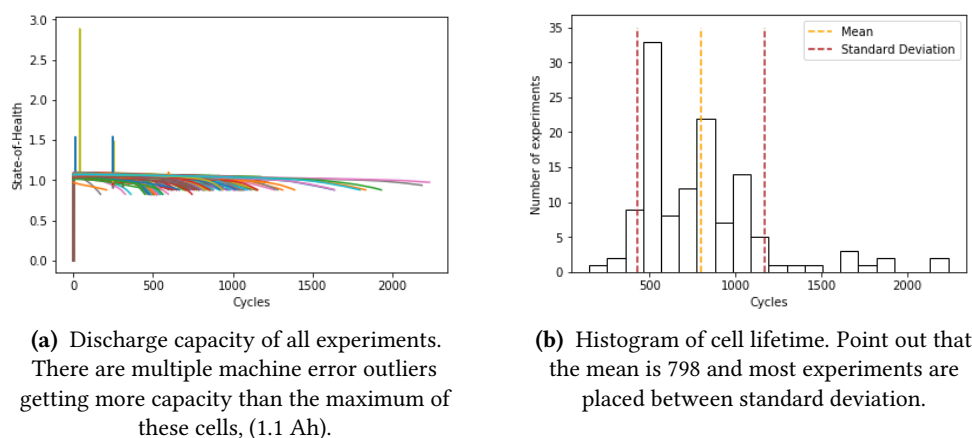 3.0
2.5
2.0
1.5
1.0
0.5
0.0
State-of-Health
0
500
1000
1500
2000
Cycles
(a) Discharge capacity of all experiments.
There are multiple machine error outliers
getting more capacity than the maximum of
these cells, (1.1 Ah).
35
30
25
20
15
10
5
0
Number of experiments
Mean
Standard Deviation
500
1000
1500
2000
Cycles
(b) Histogram of cell lifetime. Point out that
the mean is 798 and most experiments are
placed between standard deviation.